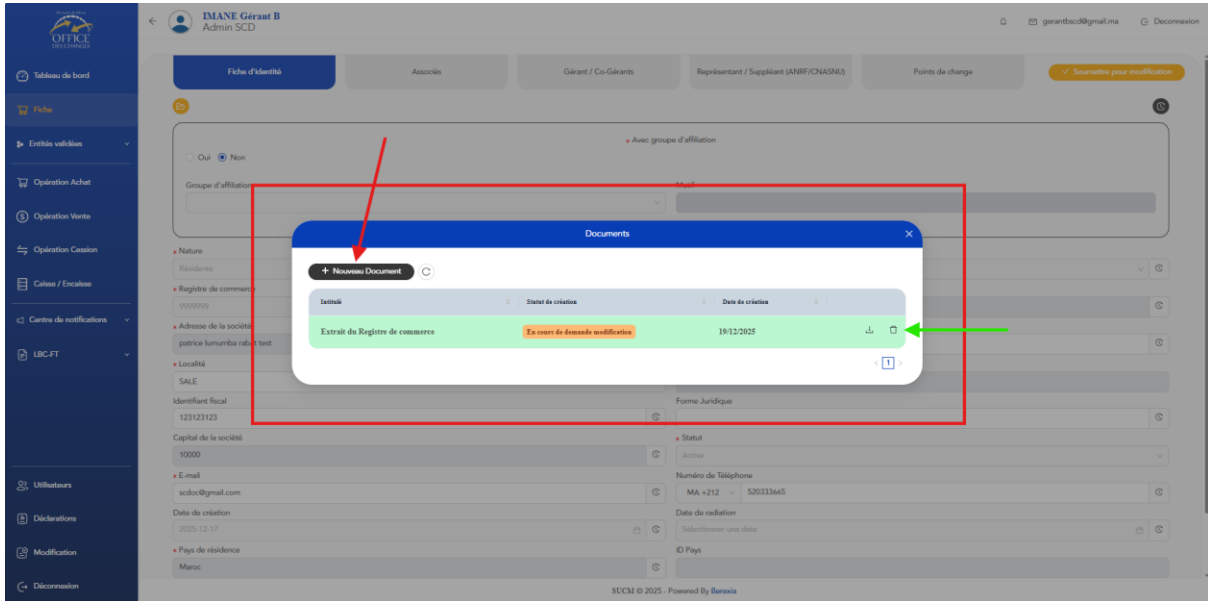 OFFICE
DES CHANGES
IMANE Gérant B
Admin SCD
gerantbscd@gmail.ma
Deconnexion
Tableau de bord
Fiche
Entités validées
Opération Achat
Opération Vente
Opération Cession
Caisse / Encaisse
Centre de notifications
LBC-FT
Utilisateurs
Déclarations
Modification
Déconnexion
Fiche d'identité
Associés
Gérant / Co-Gérants
Représentant / Suppléant (ANRF/CNASNU)
Points de change
Soumettre pour modification
* Avec groupe d'affiliation
Oui
Non
Groupe d'affiliation
Documents
+ Nouveau Document
Intitulé
Statut de création
Date de création
Extrait du Registre de commerce
En cours de demande modification
19/12/2025
1
* Nature
Résidente
* Registre de commerce
9999999
* Adresse de la société
patrice lumumba rabat test
* Localité
SALE
Identifiant fiscal
Forme Juridique
123123123
Capital de la société
* Statut
10000
Active
* E-mail
Numéro de Téléphone
scdoc@gmail.com
MA +212
520333665
Date de création
Date de radiation
2025-12-17
Sélectionner une date
* Pays de résidence
ID Pays
Maroc
SUCM © 2025 - Powered By Berexia